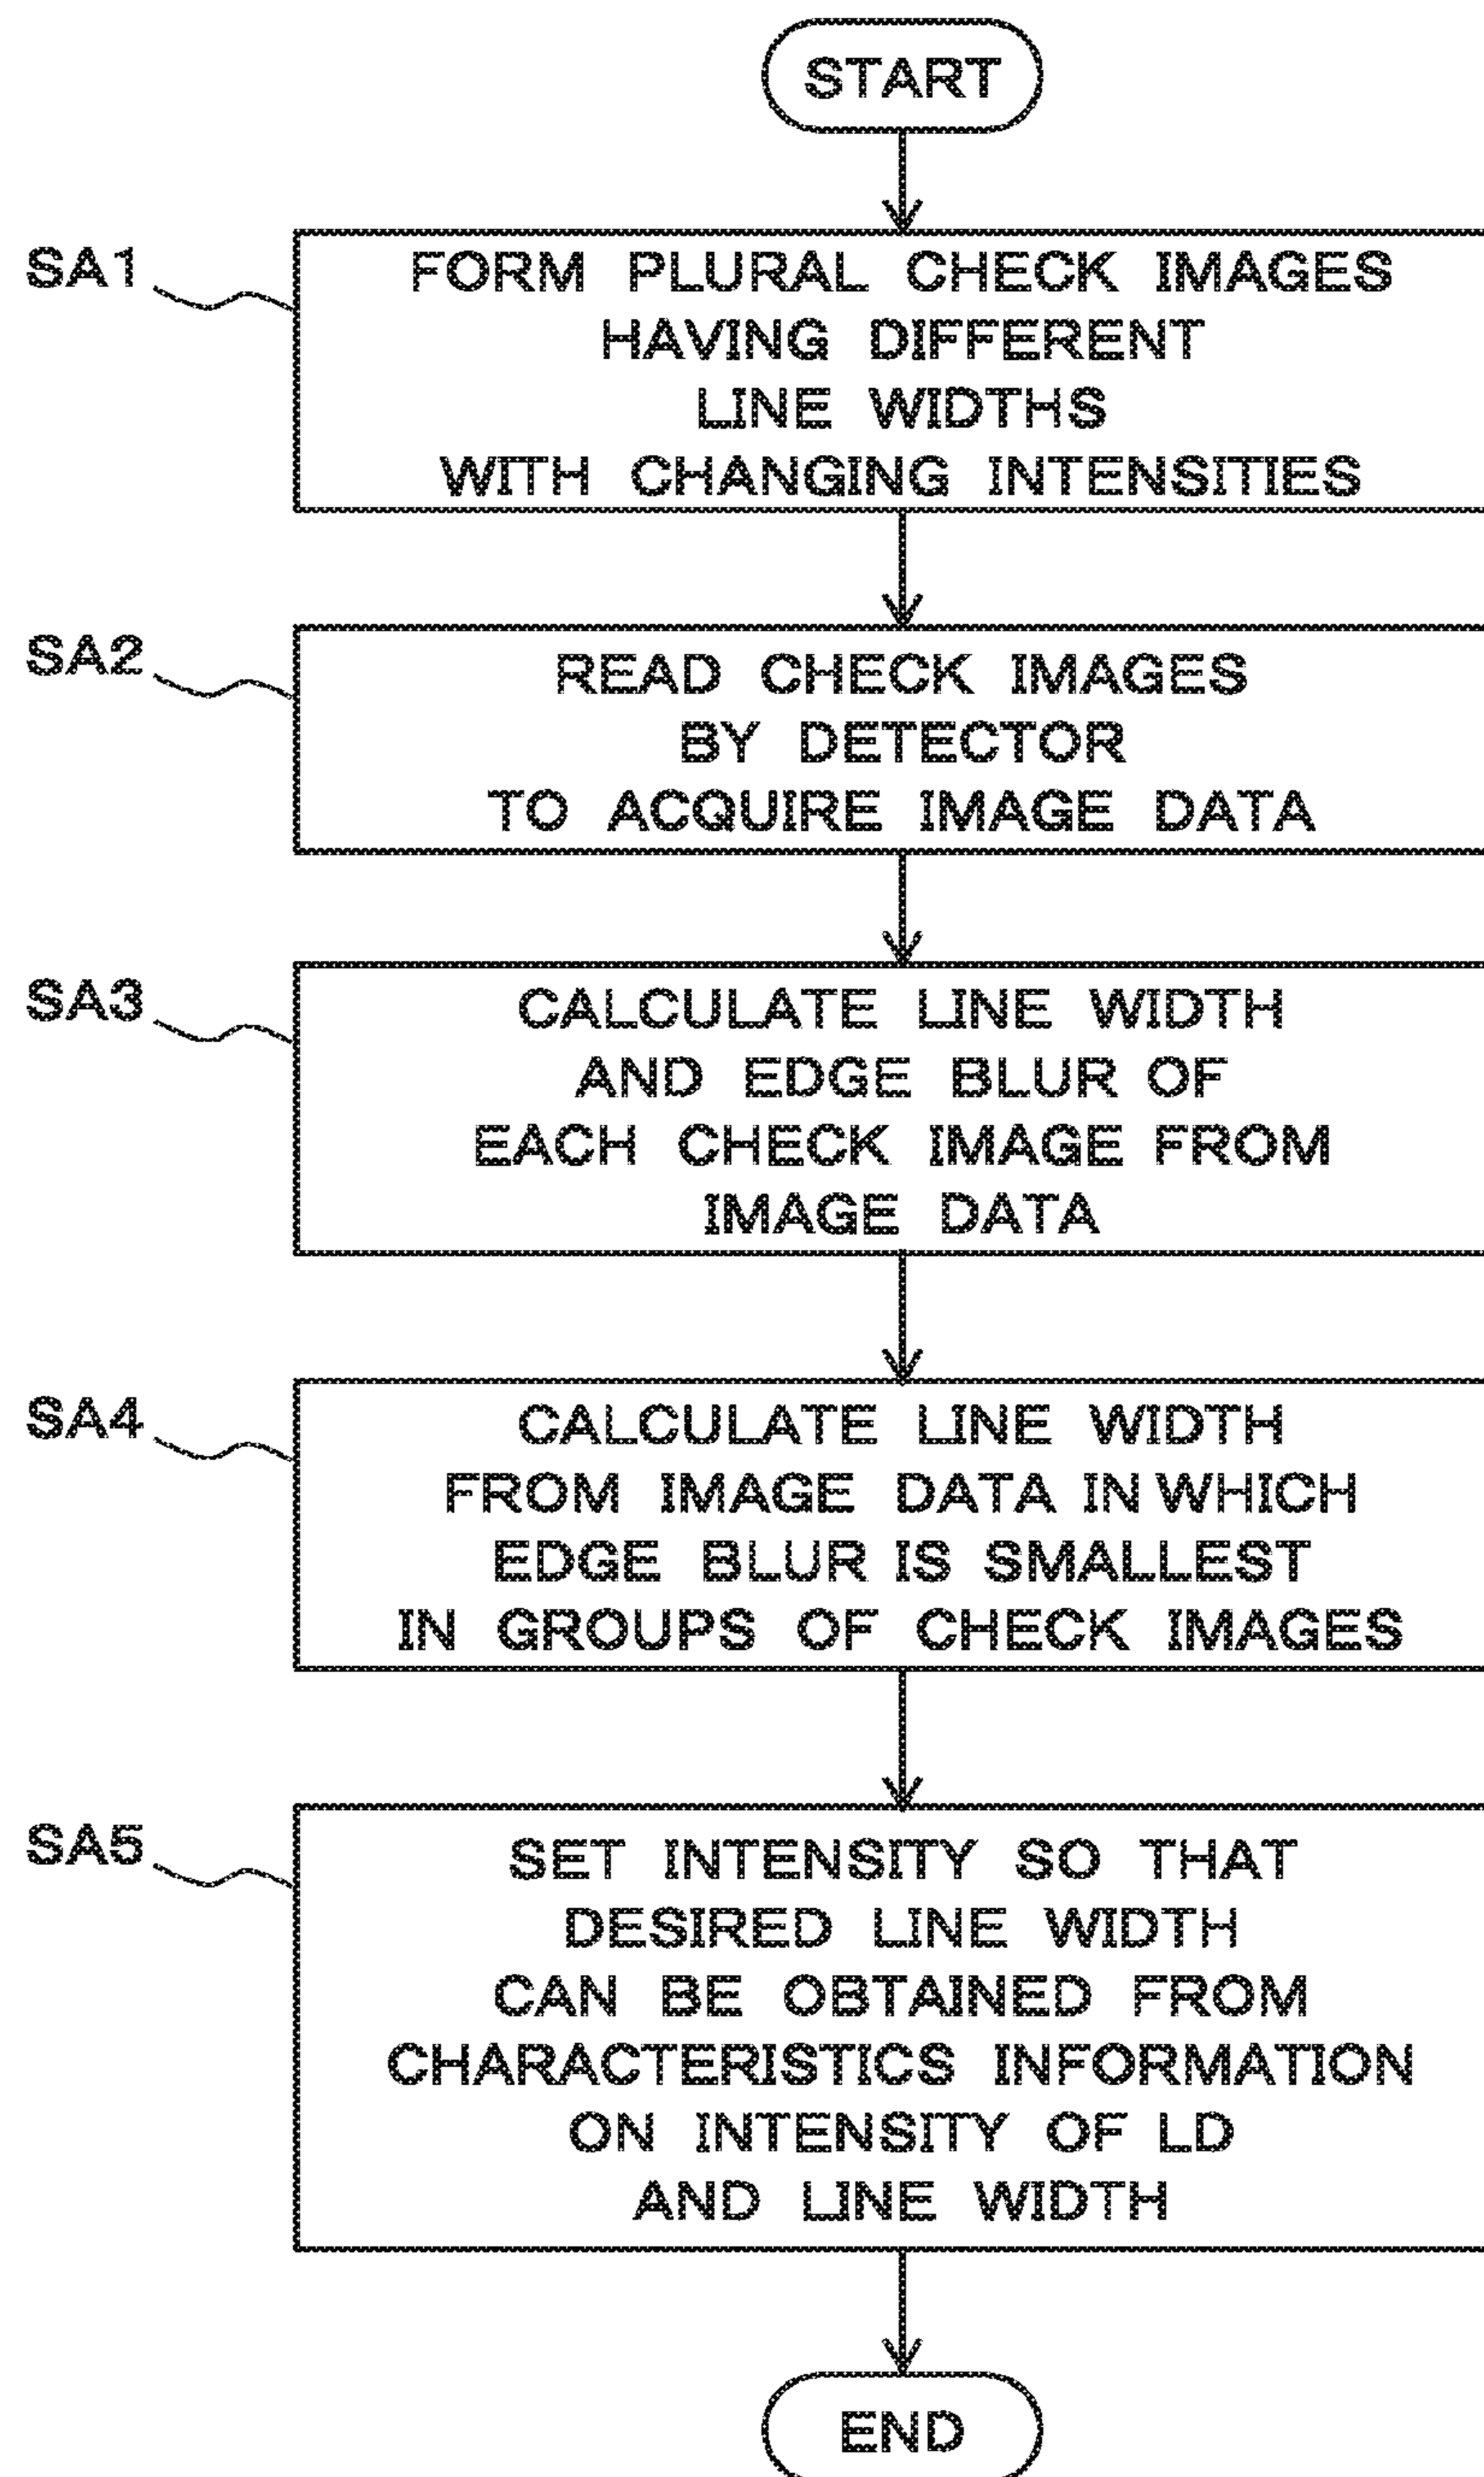 START
SA1
FORM PLURAL CHECK IMAGES
HAVING DIFFERENT
LINE WIDTHS
WITH CHANGING INTENSITIES
SA2
READ CHECK IMAGES
BY DETECTOR
TO ACQUIRE IMAGE DATA
SA3
CALCULATE LINE WIDTH
AND EDGE BLUR OF
EACH CHECK IMAGE FROM
IMAGE DATA
SA4
CALCULATE LINE WIDTH
FROM IMAGE DATA IN WHICH
EDGE BLUR IS SMALLEST
IN GROUPS OF CHECK IMAGES
SA5
SET INTENSITY SO THAT
DESIRED LINE WIDTH
CAN BE OBTAINED FROM
CHARACTERISTICS INFORMATION
ON INTENSITY OF LD
AND LINE WIDTH
END